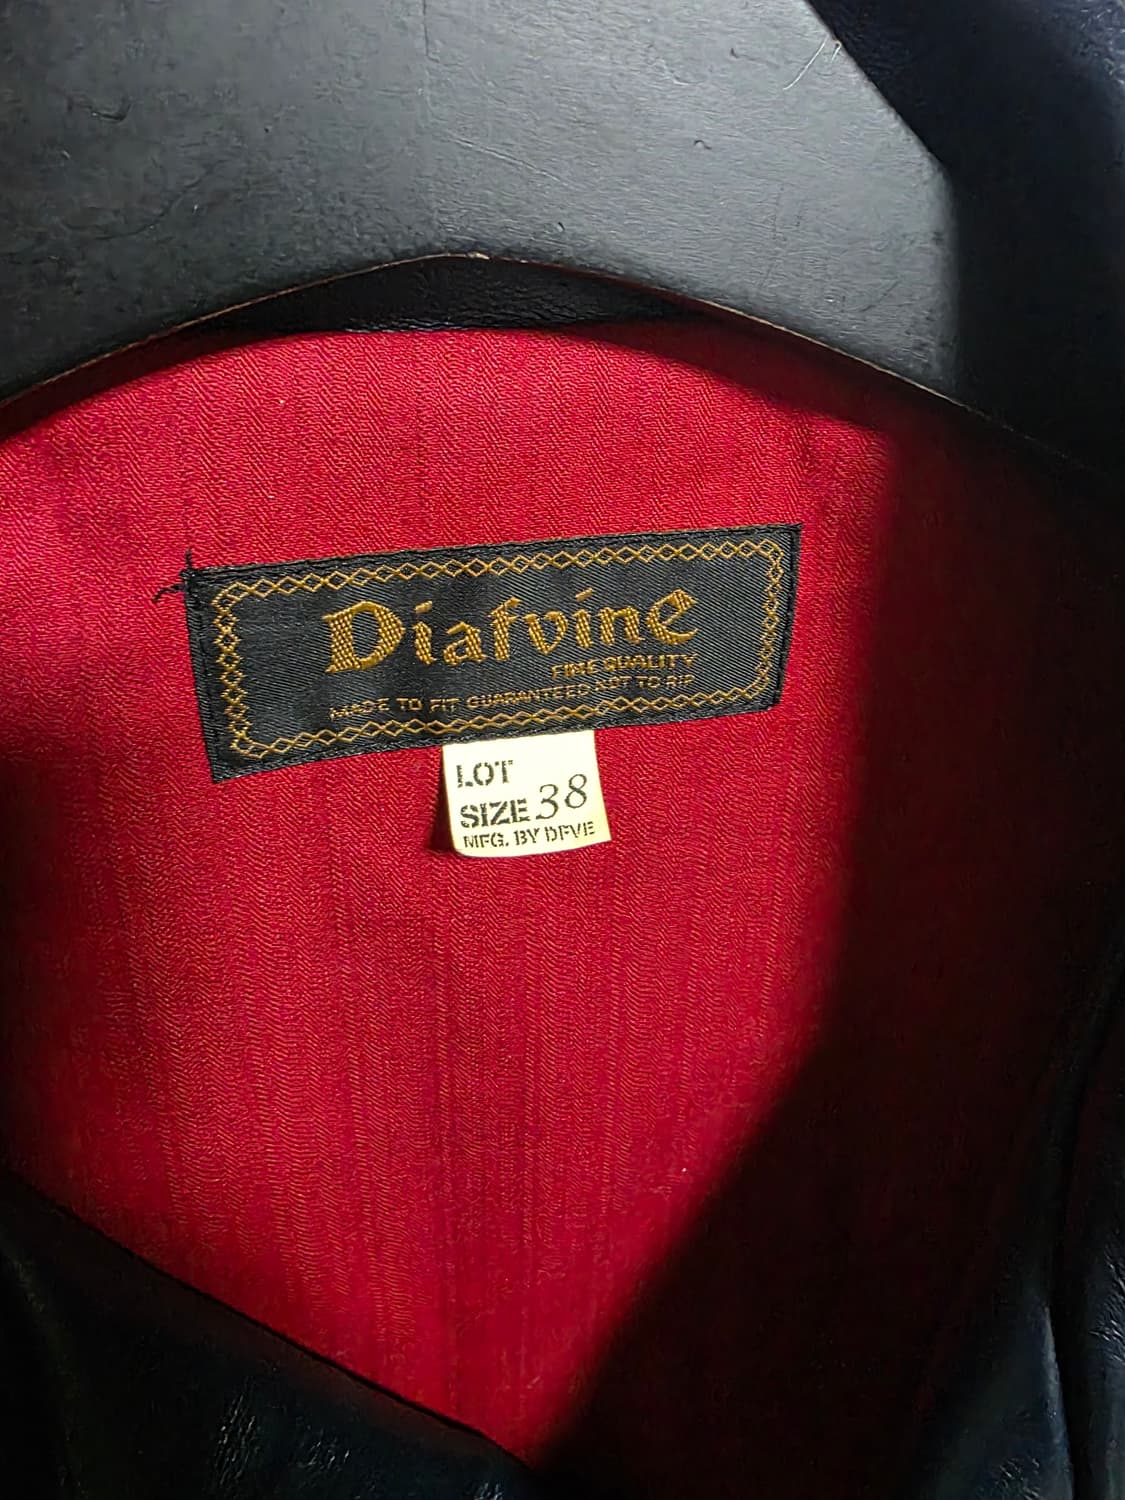 Diafvine
FINE QUALITY
MADE TO FIT GUARANTEED NOT TO RIP
LOT
SIZE 38
MFG. BY DFVE